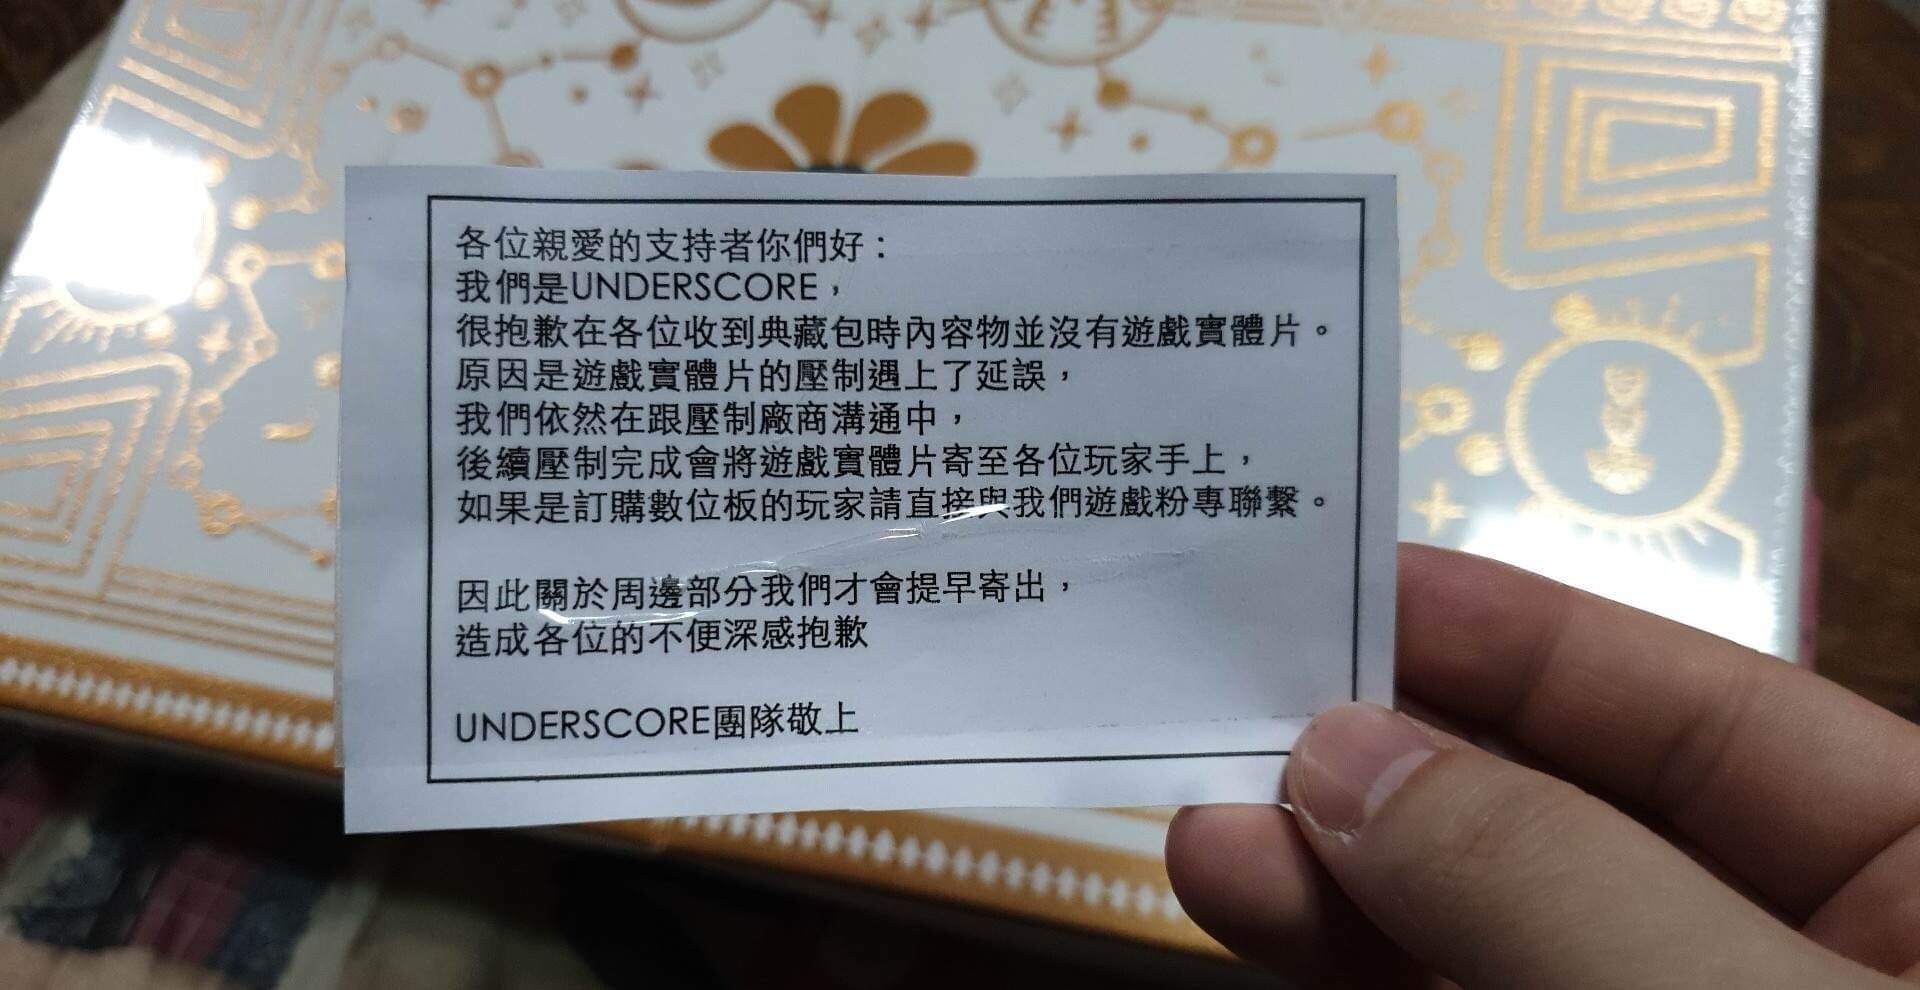 各位親愛的支持者你們好：
我們是UNDERSCORE，
很抱歉在各位收到典藏包時內容物並沒有遊戲實體片。
原因是遊戲實體片的壓制遇上了延誤，
我們依然在跟壓制廠商溝通中，
後續壓制完成會將遊戲實體片寄至各位玩家手上，
如果是訂購數位板的玩家請直接與我們遊戲粉專聯繫。
因此關於周邊部分我們才會提早寄出，
造成各位的不便深感抱歉
UNDERSCORE團隊敬上